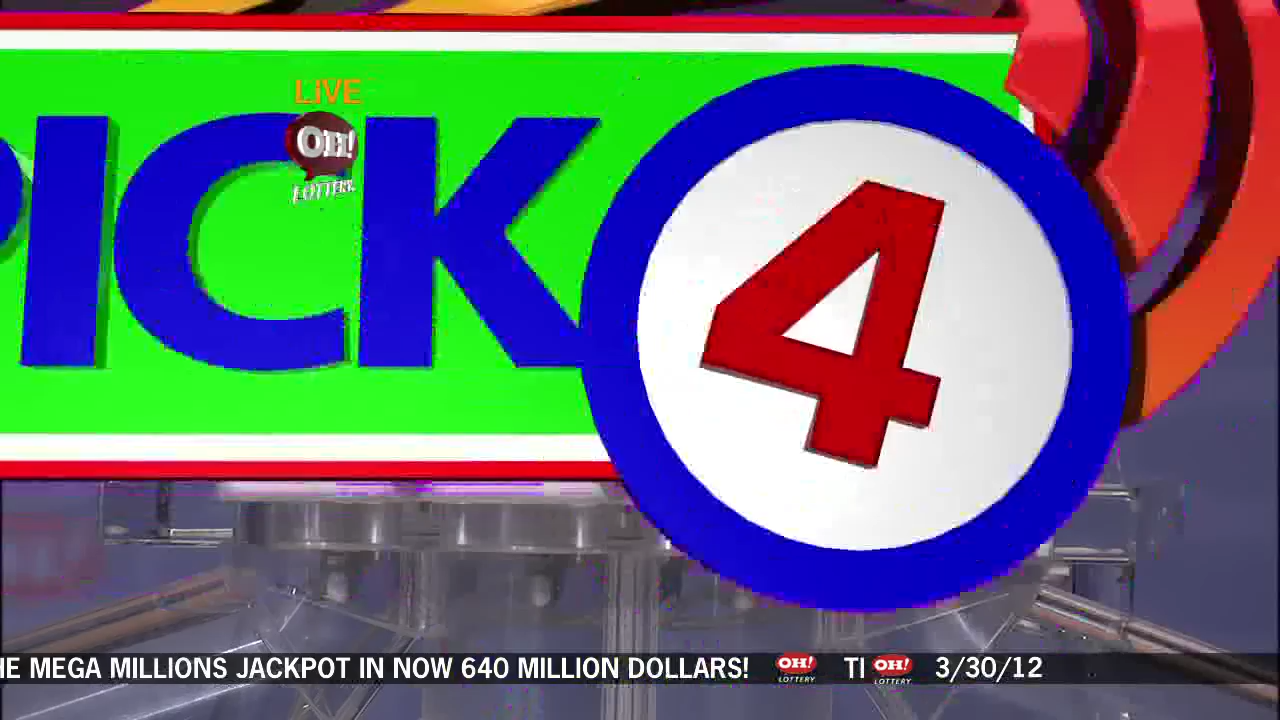 LIVE
OH!
LOTTERY
PICK 4
HE MEGA MILLIONS JACKPOT IN NOW 640 MILLION DOLLARS! OH! LOTTERY TI OH! LOTTERY 3/30/12